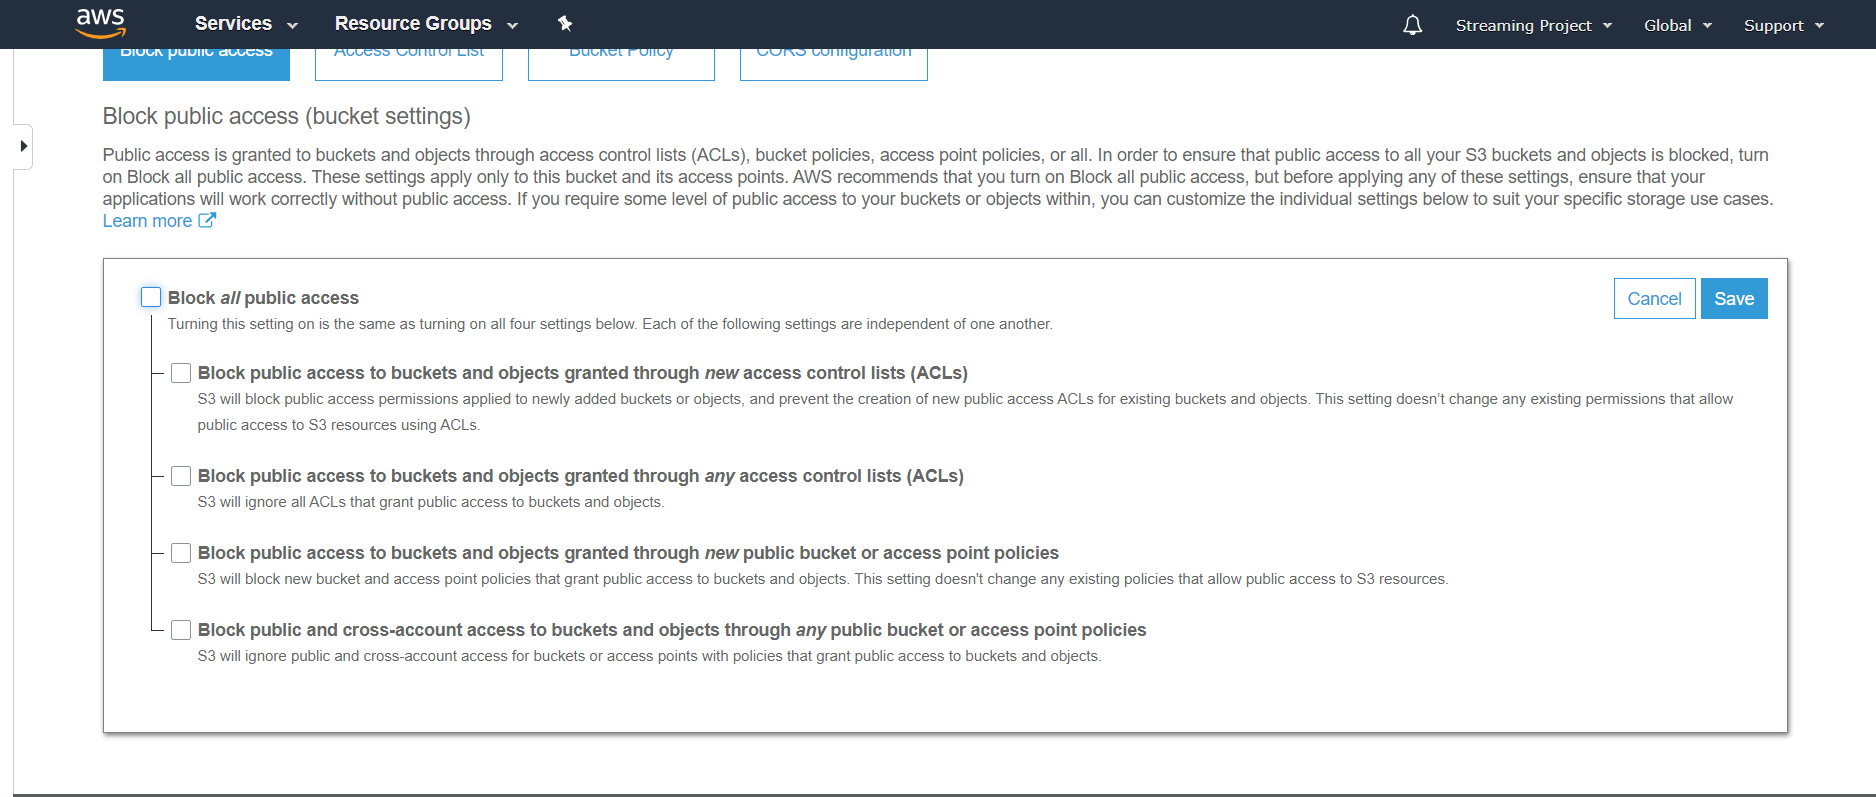 aws Services Resource Groups Streaming Project Global Support
Block public access Access Control List Bucket Policy CORS configuration
Block public access (bucket settings)
Public access is granted to buckets and objects through access control lists (ACLs), bucket policies, access point policies, or all. In order to ensure that public access to all your S3 buckets and objects is blocked, turn
on Block all public access. These settings apply only to this bucket and its access points. AWS recommends that you turn on Block all public access, but before applying any of these settings, ensure that your
applications will work correctly without public access. If you require some level of public access to your buckets or objects within, you can customize the individual settings below to suit your specific storage use cases.
Learn more
Block all public access
Cancel Save
Turning this setting on is the same as turning on all four settings below. Each of the following settings are independent of one another.
Block public access to buckets and objects granted through new access control lists (ACLs)
S3 will block public access permissions applied to newly added buckets or objects, and prevent the creation of new public access ACLs for existing buckets and objects. This setting doesn't change any existing permissions that allow
public access to S3 resources using ACLs.
Block public access to buckets and objects granted through any access control lists (ACLs)
S3 will ignore all ACLs that grant public access to buckets and objects.
Block public access to buckets and objects granted through new public bucket or access point policies
S3 will block new bucket and access point policies that grant public access to buckets and objects. This setting doesn't change any existing policies that allow public access to S3 resources.
Block public and cross-account access to buckets and objects through any public bucket or access point policies
S3 will ignore public and cross-account access for buckets or access points with policies that grant public access to buckets and objects.